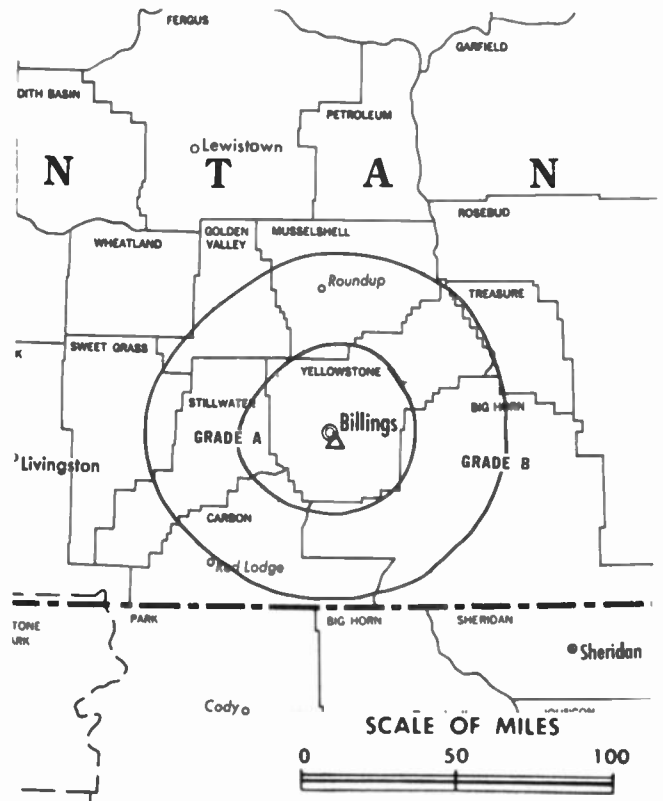 FERGUS
GARFIELD
DITH BASIN
PETROLEUM
Lewistown
N T A N
ROSEBUD
WHEATLAND
GOLDEN
VALLEY
MUSSELSHELL
Roundup
TREASURE
K
SWEET GRASS
YELLOWSTONE
STILLWATER
BIG HORN
Billings
GRADE A
GRADE B
Livingston
CARBON
Red Lodge
TONE
ARK
PARK
BIG HORN
SHERIDAN
Sheridan
Cody
SCALE OF MILES
0 50 100